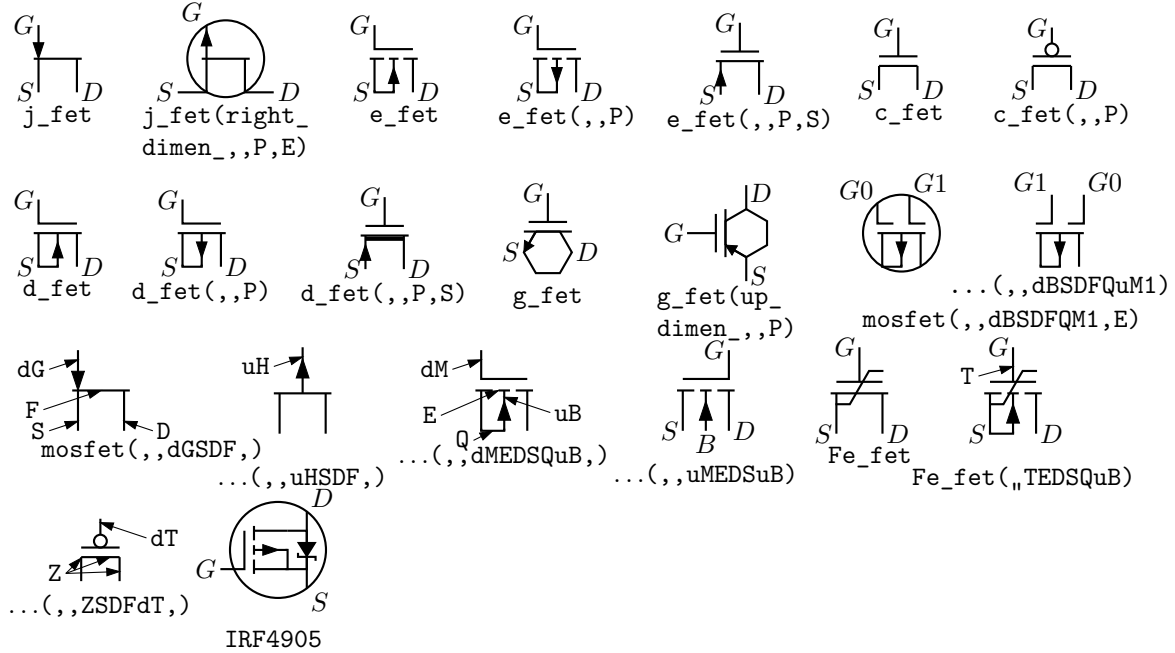 G G G G G G G
S D S D S D S D S D S D S D
j_fet j_fet(right_ e_fet e_fet(,,P) e_fet(,,P,S) c_fet c_fet(,,P)
dimen_,,P,E)
G G G G G D G0 G1 G1 G0
S D S D S D S D S
d_fet d_fet(,,P) d_fet(,,P,S) g_fet g_fet(up_ ...(,,dBSDFQuM1)
dimen_,,P) mosfet(,,dBSDFQM1,E)
dG uH dM G G T G
F E uB
S D Q S B D S D S D
mosfet(,,dGSDF,) ...(,,uHSDF,) ...(,,dMEDSQuB,) ...(,,uMEDSuB) Fe_fet Fe_fet(,,TEDSQuB)
dT D
Z G
S
...(,,ZSDFdT,)
IRF4905